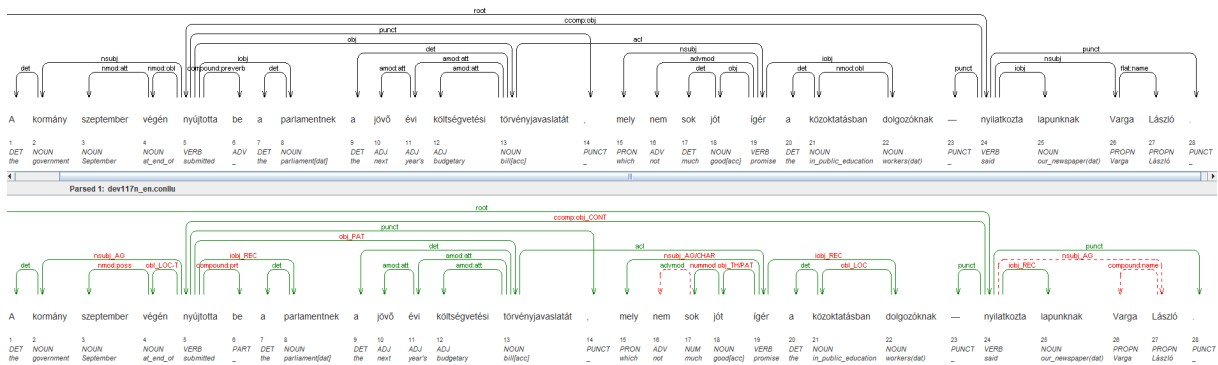 root
ccomp:obj
punct
obj acl
det nsubj
nsubj iobj amod:att advmod iobj nsubj punct
det nmod:att nmod:obl compound:preverb det amod:att amod:att det obj det nmod:obl punct iobj flat:name
A kormány szeptember végén nyújtotta be a parlamentnek a jövő évi költségvetési törvényjavaslatát , mely nem sok jót ígér a közoktatásban dolgozóknak — nyilatkozta lapunknak Varga László .
1 2 3 4 5 6 7 8 9 10 11 12 13 14 15 16 17 18 19 20 21 22 23 24 25 26 27 28
DET NOUN NOUN NOUN VERB ADV DET NOUN DET ADJ ADJ ADJ NOUN PUNCT PRON ADV DET NOUN VERB DET NOUN NOUN PUNCT VERB NOUN PROPN PROPN PUNCT
the government September at_end_of submitted _ the parliament[dat] the next year's budgetary bill[acc] _ which not much good[acc] promise the in_public_education workers(dat) _ said our_newspaper(dat) Varga László _
Parsed 1: dev117n_en.conllu
root
ccomp:obj_CONT
punct
obj_PAT acl
det
nsubj_AG iobj_REC amod:att nsubj_AG/CHAR iobj_REC nsubj_AG punct
det nmod:poss obl_LOC-T compound:prt det amod:att amod:att advmod nummod obj_TH/PAT det obl_LOC punct iobj_REC compound:name
A kormány szeptember végén nyújtotta be a parlamentnek a jövő évi költségvetési törvényjavaslatát , mely nem sok jót ígér a közoktatásban dolgozóknak — nyilatkozta lapunknak Varga László .
1 2 3 4 5 6 7 8 9 10 11 12 13 14 15 16 17 18 19 20 21 22 23 24 25 26 27 28
DET NOUN NOUN NOUN VERB PART DET NOUN DET ADJ ADJ ADJ NOUN PUNCT PRON ADV NUM NOUN VERB DET NOUN NOUN PUNCT VERB NOUN PROPN PROPN PUNCT
the government September at_end_of submitted _ the parliament[dat] the next year's budgetary bill[acc] _ which not much good[acc] promise the in_public_education workers(dat) _ said our_newspaper(dat) Varga László _